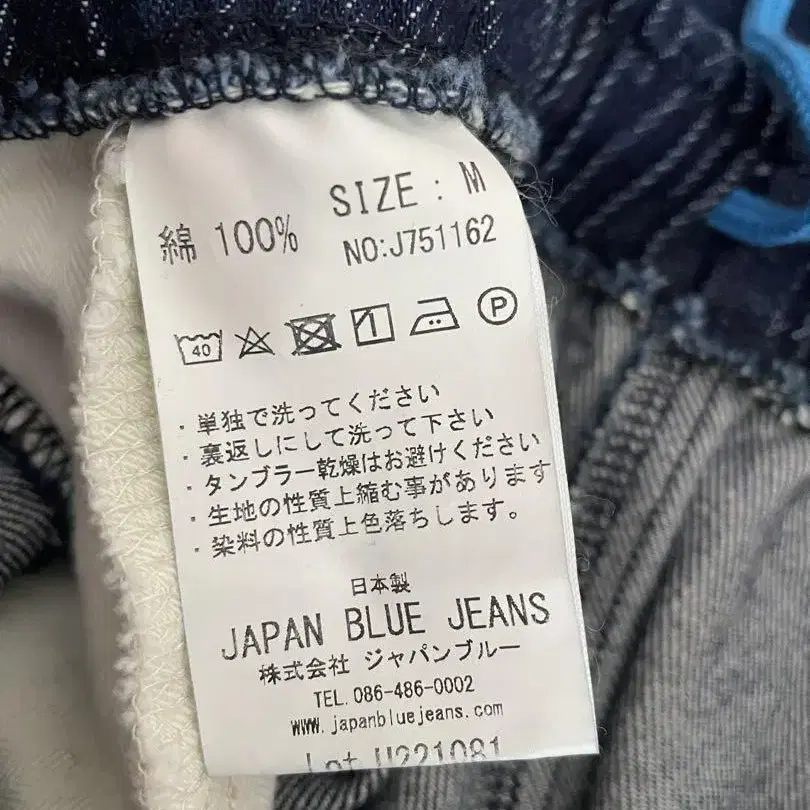 SIZE : M
綿 100%
NO:J751162
40
P
・単独で洗ってください
・裏返しにして洗って下さい
・タンブラー乾燥はお避けください
・生地の性質上縮む事があります
・染料の性質上色落ちします。
日本製
JAPAN BLUE JEANS
株式会社 ジャパンブルー
TEL. 086-486-0002
www.japanbluejeans.com
Lot U221081